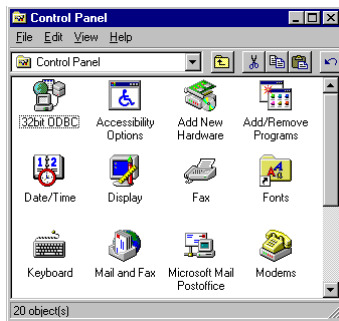 Control Panel
File Edit View Help
Control Panel
32bit ODBC
Accessibility
Options
Add New
Hardware
Add/Remove
Programs
Date/Time
Display
Fax
Fonts
Keyboard
Mail and Fax
Microsoft Mail
Postoffice
Modems
20 object(s)